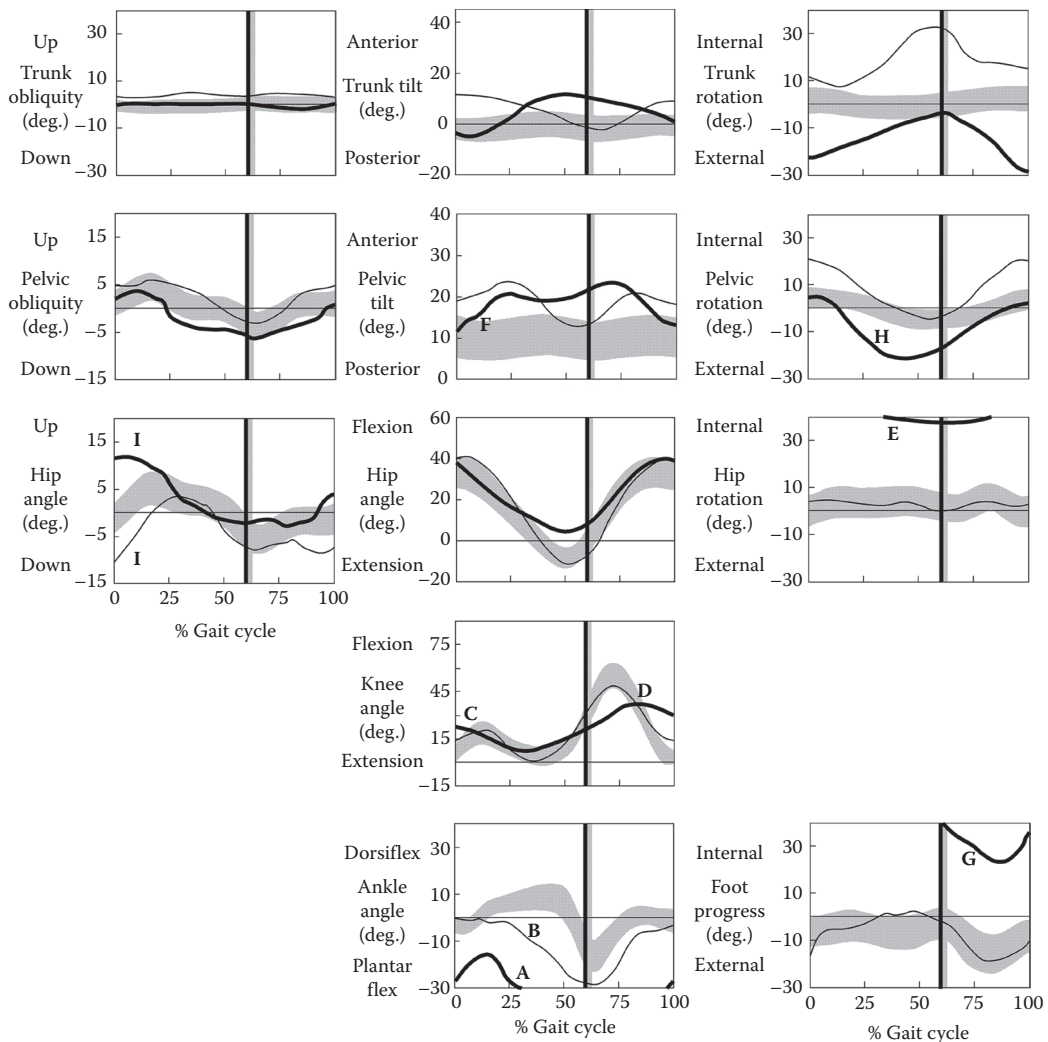 Up
Trunk
obliquity
(deg.)
Down
30
10
−10
−30
Anterior
Trunk tilt
(deg.)
Posterior
40
20
0
−20
Internal
Trunk
rotation
(deg.)
External
30
10
−10
−30
Up
Pelvic
obliquity
(deg.)
Down
15
5
−5
−15
Anterior
Pelvic
tilt
(deg.)
Posterior
40
30
20
10
0
F
Internal
Pelvic
rotation
(deg.)
External
30
10
−10
−30
H
Up
Hip
angle
(deg.)
Down
15
5
−5
−15
I
I
0 25 50 75 100
% Gait cycle
Flexion
Hip
angle
(deg.)
Extension
60
40
20
0
−20
Internal
Hip
rotation
(deg.)
External
30
10
−10
−30
E
Flexion
Knee
angle
(deg.)
Extension
75
45
15
−15
C
D
Dorsiflex
Ankle
angle
(deg.)
Plantar
flex
30
10
−10
−30
A
B
0 25 50 75 100
% Gait cycle
Internal
Foot
progress
(deg.)
External
30
10
0
−10
−30
G
0 25 50 75 100
% Gait cycle